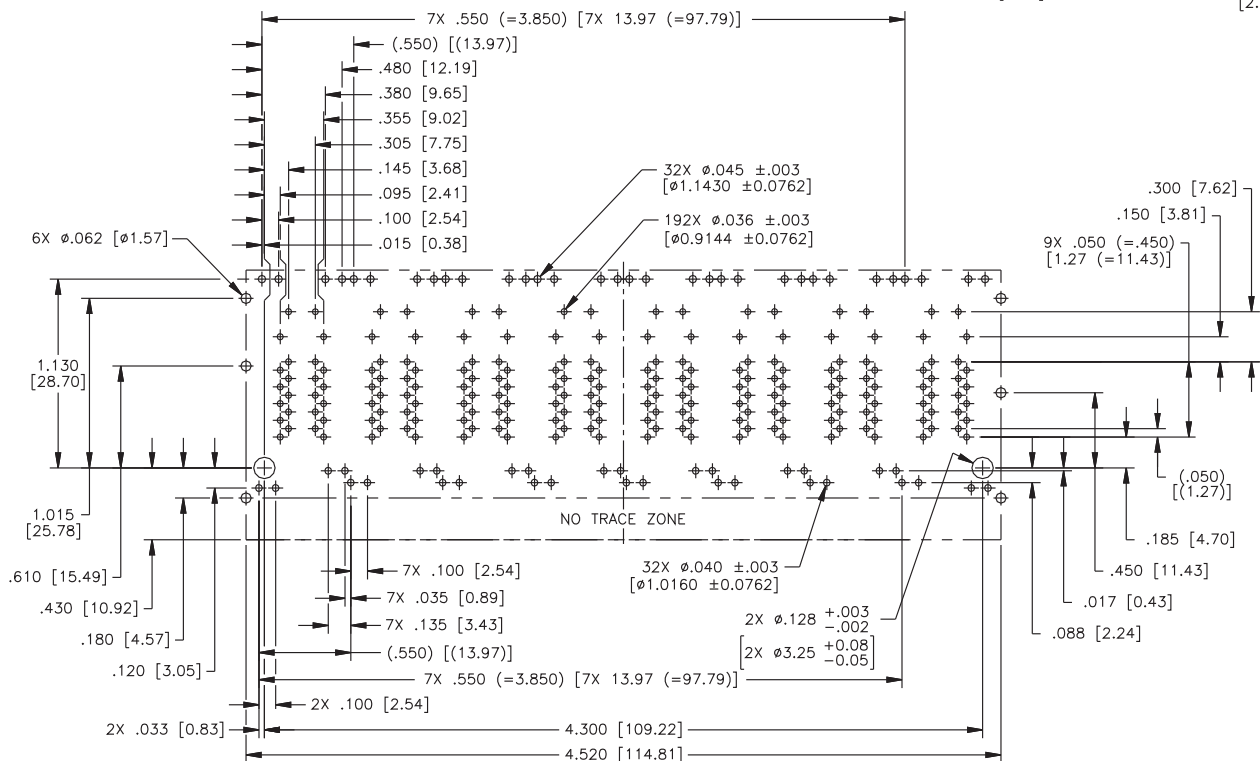 [2.
7X .550 (=3.850) [7X 13.97 (=97.79)]
(.550) [(13.97)]
.480 [12.19]
.380 [9.65]
.355 [9.02]
.305 [7.75]
.145 [3.68]
.095 [2.41]
.100 [2.54]
.015 [0.38]
6X ø.062 [ø1.57]
32X ø.045 ±.003
[ø1.1430 ±0.0762]
192X ø.036 ±.003
[ø0.9144 ±0.0762]
.300 [7.62]
.150 [3.81]
9X .050 (=.450)
[1.27 (=11.43)]
1.130
[28.70]
1.015
[25.78]
.610 [15.49]
.430 [10.92]
.180 [4.57]
.120 [3.05]
NO TRACE ZONE
(.050)
[(1.27)]
.185 [4.70]
.450 [11.43]
.017 [0.43]
.088 [2.24]
7X .100 [2.54]
7X .035 [0.89]
7X .135 [3.43]
(.550) [(13.97)]
32X ø.040 ±.003
[ø1.0160 ±0.0762]
2X ø.128 +.003 -.002
[2X ø3.25 +0.08 -0.05]
7X .550 (=3.850) [7X 13.97 (=97.79)]
2X .100 [2.54]
2X .033 [0.83]
4.300 [109.22]
4.520 [114.81]